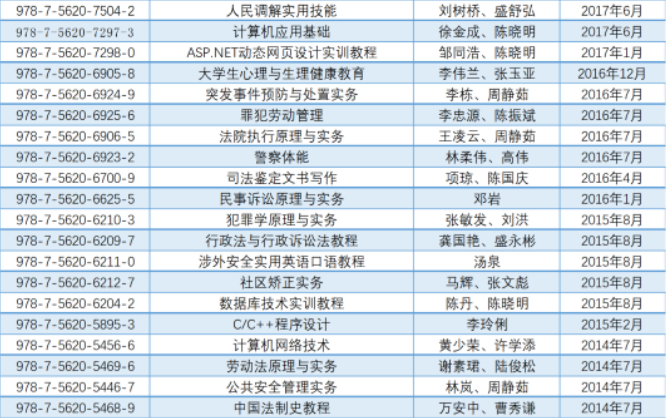 978-7-5620-7504-2 人民调解实用技能 刘树桥、盛舒弘 2017年6月
978-7-5620-7297-3 计算机应用基础 徐金成、陈晓明 2017年6月
978-7-5620-7298-0 ASP.NET动态网页设计实训教程 邹同浩、陈晓明 2017年1月
978-7-5620-6905-8 大学生心理与生理健康教育 李伟兰、张玉亚 2016年12月
978-7-5620-6924-9 突发事件预防与处置实务 李栋、周静茹 2016年7月
978-7-5620-6925-6 罪犯劳动管理 李忠源、陈振斌 2016年7月
978-7-5620-6906-5 法院执行原理与实务 王凌云、周静茹 2016年7月
978-7-5620-6923-2 警察体能 林柔伟、高伟 2016年7月
978-7-5620-6700-9 司法鉴定文书写作 项琼、陈国庆 2016年4月
978-7-5620-6625-5 民事诉讼原理与实务 邓岩 2016年1月
978-7-5620-6210-3 犯罪学原理与实务 张敏发、刘洪 2015年8月
978-7-5620-6209-7 行政法与行政诉讼法教程 龚国艳、盛永彬 2015年8月
978-7-5620-6211-0 涉外安全实用英语口语教程 汤泉 2015年8月
978-7-5620-6212-7 社区矫正实务 马辉、张文彪 2015年8月
978-7-5620-6204-2 数据库技术实训教程 陈丹、陈晓明 2015年8月
978-7-5620-5895-3 C/C++程序设计 李玲俐 2015年2月
978-7-5620-5456-6 计算机网络技术 黄少荣、许学添 2014年7月
978-7-5620-5469-6 劳动法原理与实务 谢素珺、陆俊松 2014年7月
978-7-5620-5446-7 公共安全管理实务 林岚、周静茹 2014年7月
978-7-5620-5468-9 中国法制史教程 万安中、曹秀谦 2014年7月